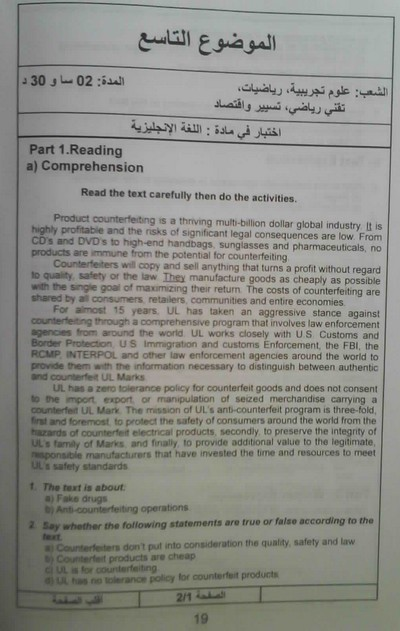 الموضوع التاسع
الشعب: علوم تجريبية، رياضيات،
تقني رياضي، تسيير واقتصاد
المدة: 02 سا و 30 د
اختبار في مادة : اللغة الإنجليزية
Part 1.Reading
a) Comprehension
Read the text carefully then do the activities.
Product counterfeiting is a thriving multi-billion dollar global industry. It is
highly profitable and the risks of significant legal consequences are low. From
CD's and DVD's to high-end handbags, sunglasses and pharmaceuticals, no
products are immune from the potential for counterfeiting.
Counterfeiters will copy and sell anything that turns a profit without regard
to quality, safety or the law. They manufacture goods as cheaply as possible
with the single goal of maximizing their return. The costs of counterfeiting are
shared by all consumers, retailers, communities and entire economies.
For almost 15 years, UL has taken an aggressive stance against
counterfeiting through a comprehensive program that involves law enforcement
agencies from around the world. UL works closely with U.S. Customs and
Border Protection, U.S. Immigration and customs Enforcement, the FBI, the
RCMP, INTERPOL and other law enforcement agencies around the world to
provide them with the information necessary to distinguish between authentic
and counterfeit UL Marks.
UL has a zero tolerance policy for counterfeit goods and does not consent
to the import, export, or manipulation of seized merchandise carrying a
counterfeit UL Mark. The mission of UL's anti-counterfeit program is three-fold,
first and foremost, to protect the safety of consumers around the world from the
hazards of counterfeit electrical products, secondly, to preserve the integrity of
UL's family of Marks, and finally, to provide additional value to the legitimate,
responsible manufacturers that have invested the time and resources to meet
UL's safety standards.
1. The text is about:
a) Fake drugs
b) Anti-counterfeiting operations.
2. Say whether the following statements are true or false according to the
text.
a) Counterfeiters don't put into consideration the quality, safety and law
b) Counterfeit products are cheap
c) UL is for counterfeiting.
d) UL has no tolerance policy for counterfeit products
الصفحة 2/1
اقلب الصفحة
19